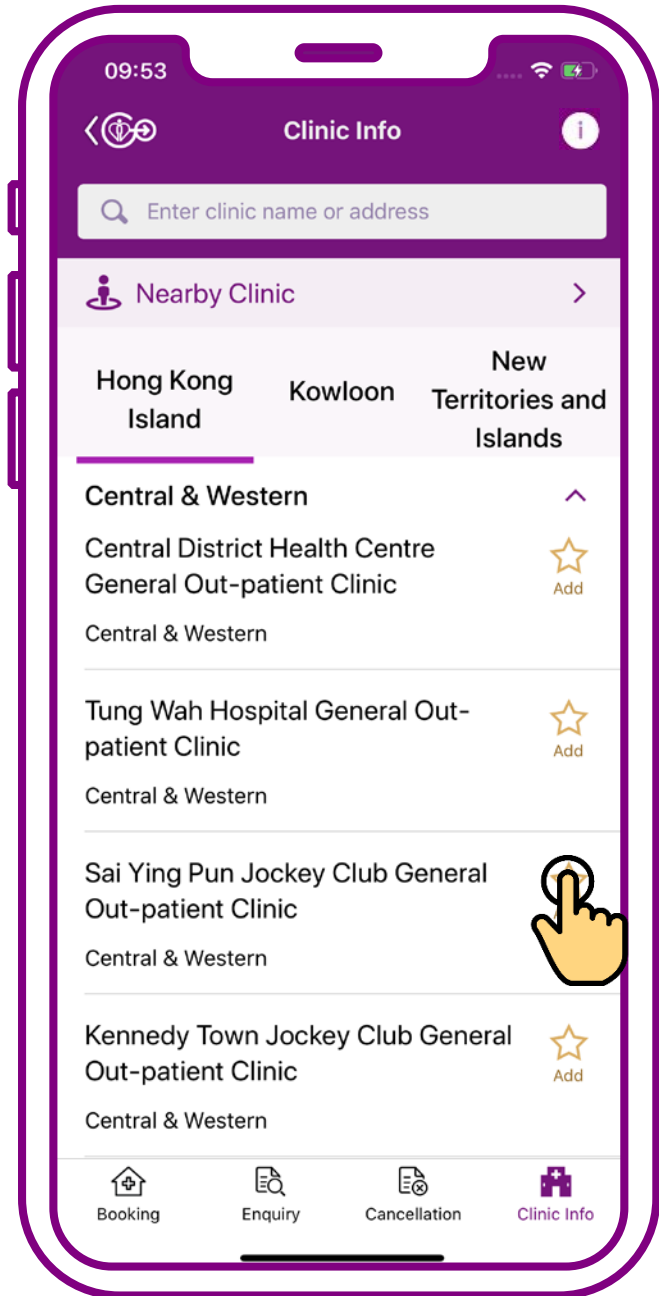 09:53
Clinic Info
i
Enter clinic name or address
Nearby Clinic
Hong Kong
Island
Kowloon
New
Territories and
Islands
Central & Western
Central District Health Centre
General Out-patient Clinic
Add
Central & Western
Tung Wah Hospital General Out-
patient Clinic
Add
Central & Western
Sai Ying Pun Jockey Club General
Out-patient Clinic
Central & Western
Kennedy Town Jockey Club General
Out-patient Clinic
Add
Central & Western
Booking
Enquiry
Cancellation
Clinic Info